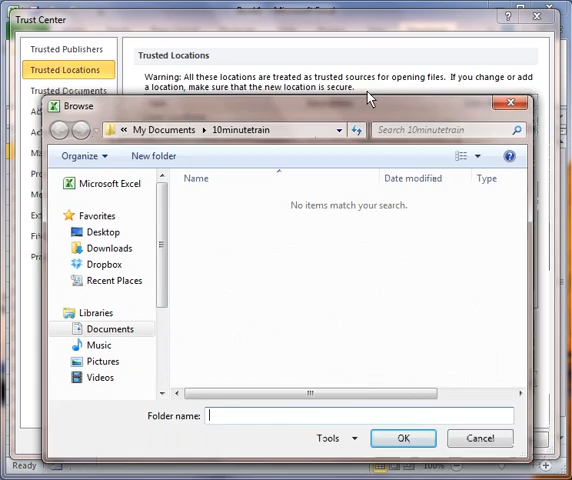 Trust Center
Trusted Publishers
Trusted Locations
Trusted Documents
Trusted Locations
Warning: All these locations are treated as trusted sources for opening files. If you change or add
a location, make sure that the new location is secure.
Browse
« My Documents 10minutetrain
Search 10minutetrain
Organize
New folder
Name
Date modified
Type
No items match your search.
Microsoft Excel
Favorites
Desktop
Downloads
Dropbox
Recent Places
Libraries
Documents
Music
Pictures
Videos
Folder name:
Tools
OK
Cancel
Ready
100%